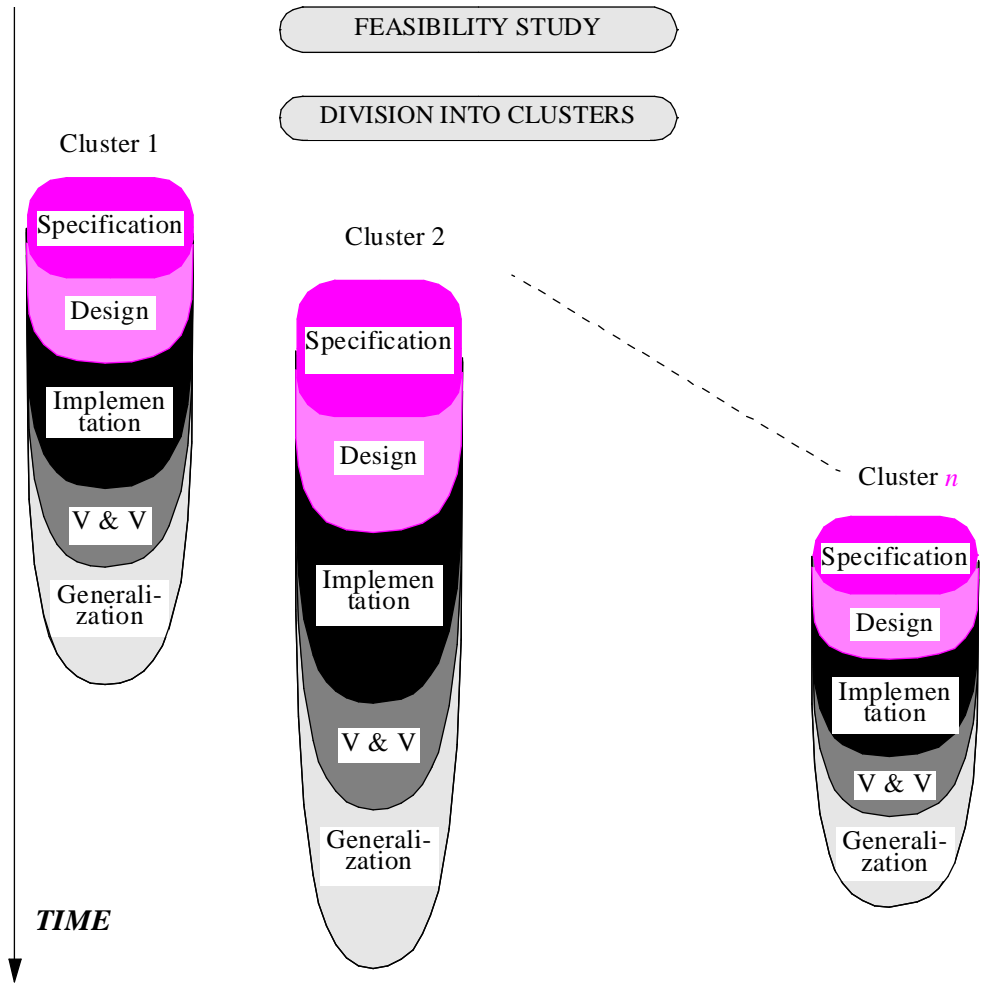 FEASIBILITY STUDY
DIVISION INTO CLUSTERS
Cluster 1
Specification
Design
Implemen
tation
V & V
Generali-
zation
Cluster 2
Specification
Design
Implemen
tation
V & V
Generali-
zation
Cluster n
Specification
Design
Implemen
tation
V & V
Generali-
zation
TIME